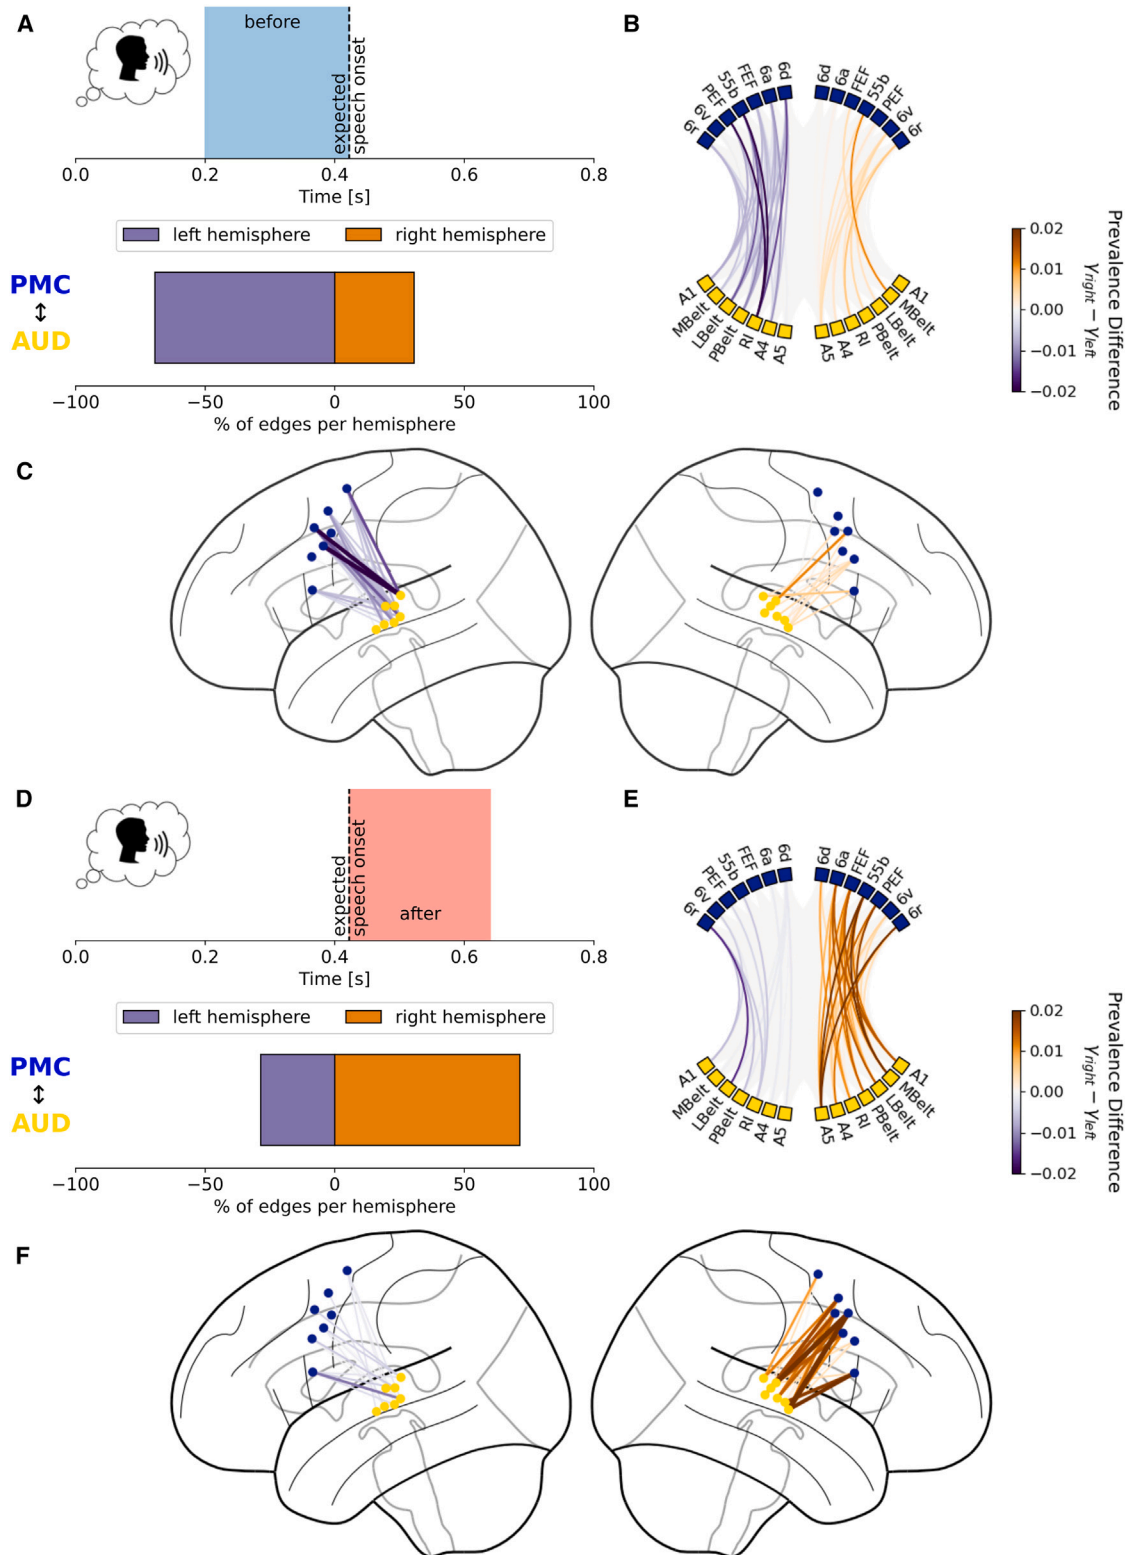 A
before
expected
speech onset
0.0 0.2 0.4 0.6 0.8
Time [s]
left hemisphere right hemisphere
PMC
↕
AUD
−100 −50 0 50 100
% of edges per hemisphere
B
6r 6v PEF 55b FEF 6a 6d 6d 6a FEF 55b PEF 6v 6r
A1 MBelt LBelt PBelt RI A4 A5 A5 A4 RI PBelt LBelt MBelt A1
0.02
0.01
0.00
−0.01
−0.02
Prevalence Difference
γright − γleft
C
D
expected
speech onset
after
0.0 0.2 0.4 0.6 0.8
Time [s]
left hemisphere right hemisphere
PMC
↕
AUD
−100 −50 0 50 100
% of edges per hemisphere
E
6r 6v PEF 55b FEF 6a 6d 6d 6a FEF 55b PEF 6v 6r
A1 MBelt LBelt PBelt RI A4 A5 A5 A4 RI PBelt LBelt MBelt A1
0.02
0.01
0.00
−0.01
−0.02
Prevalence Difference
γright − γleft
F